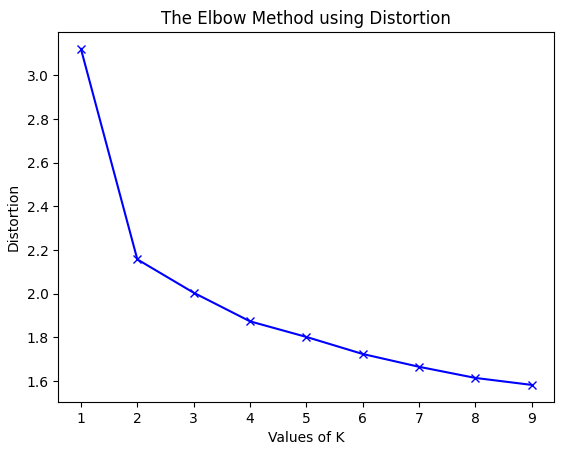 The Elbow Method using Distortion
3.0
2.8
2.6
2.4
2.2
2.0
1.8
1.6
Distortion
1 2 3 4 5 6 7 8 9
Values of K